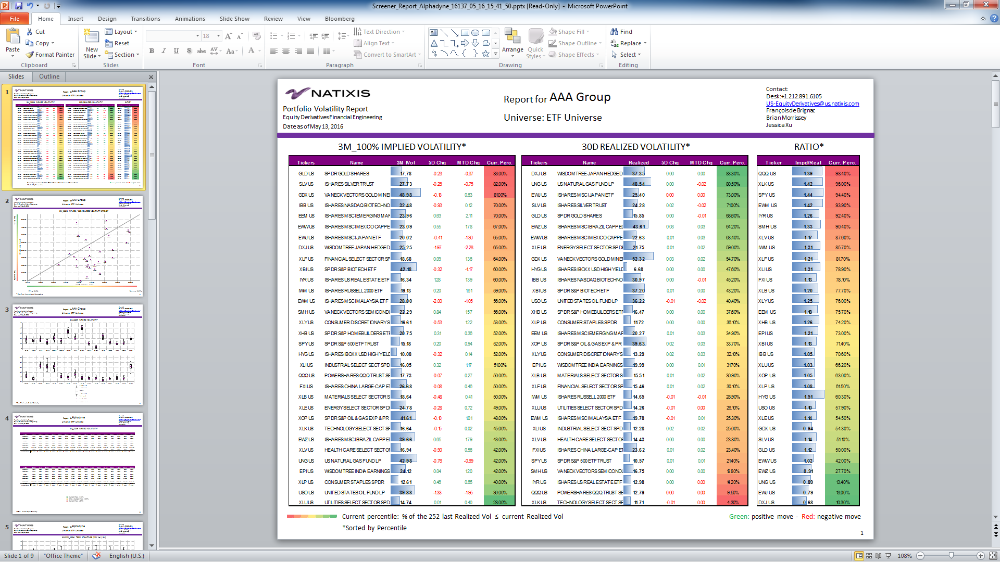 Screener_Report_Alphadyne_16137_05_16_15_41_50.pptx [Read-Only] - Microsoft PowerPoint
File Home Insert Design Transitions Animations Slide Show Review View Bloomberg
Paste Cut Copy Format Painter Clipboard
New Slide Layout Reset Section Slides
18 Font
Text Direction Align Text Convert to SmartArt Paragraph
Arrange Quick Styles Shape Fill Shape Outline Shape Effects Drawing
Find Replace Select Editing
Slides Outline
1
2
3
4
5
NATIXIS
Portfolio Volatility Report
Equity Derivatives Financial Engineering
Date as of May 13, 2016
Report for AAA Group
Universe: ETF Universe
Contact:
Desk:+1.212.891.6105
US-EquityDerivatives@us.natixis.com
François de Brignac
Brian Morrissey
Jessica Xu
3M_100% IMPLIED VOLATILITY*
Tickers Name 3M IVol 5D Chg MTD Chg Curr. Perc.
GLD US SPDR GOLD SHARES 17.78 -0.23 -0.67 83.00%
SLV US ISHARES SILVER TRUST 27.73 -0.26 -0.75 82.00%
GDX US VANECK VECTORS GOLD MINE 48.98 -0.18 0.63 81.00%
IBB US ISHARES NASDAQ BIOTECHNO 32.48 -0.93 0.12 70.00%
EEM US ISHARES MSCI EMERGING MAR 23.96 0.63 2.11 70.00%
EWW US ISHARES MSCI MEXICO CAPPE 23.09 0.55 1.78 67.00%
EWJ US ISHARES MSCI JAPAN ETF 20.02 -0.41 -1.30 65.00%
DXJ US WISDOMTREE JAPAN HEDGED 25.25 -1.97 -2.28 65.00%
XLF US FINANCIAL SELECT SECTOR SP 18.68 0.09 1.36 64.00%
XBI US SPDR S&P BIOTECH ETF 42.18 -0.32 -1.17 60.00%
IYR US ISHARES US REAL ESTATE ETF 16.34 1.28 1.39 60.00%
IWM US ISHARES RUSSELL 2000 ETF 19.13 0.20 1.61 59.00%
EWM US ISHARES MSCI MALAYSIA ETF 28.00 -2.00 -1.05 56.00%
SMH US VANECK VECTORS SEMICONDU 22.29 0.84 1.57 56.00%
XLY US CONSUMER DISCRETIONARY S 16.61 -0.53 1.22 53.00%
XHB US SPDR S&P HOMEBUILDERS ETF 20.75 0.31 0.36 52.00%
SPY US SPDR S&P 500 ETF TRUST 15.18 0.20 0.94 52.00%
HYG US ISHARES IBOXX USD HIGH YIELD 10.08 -0.32 0.14 52.00%
XLI US INDUSTRIAL SELECT SECT SPD 16.05 0.32 1.17 51.00%
QQQ US POWERSHARES QQQ TRUST SE 17.73 -0.07 0.27 50.00%
FXI US ISHARES CHINA LARGE-CAP ET 26.68 -0.08 0.46 50.00%
XLB US MATERIALS SELECT SECTOR S 18.64 -0.48 0.41 50.00%
XLE US ENERGY SELECT SECTOR SPD 24.78 -0.28 0.72 49.00%
XOP US SPDR S&P OIL & GAS EXP & PR 41.61 -0.10 1.01 48.00%
XLK US TECHNOLOGY SELECT SECT SP 16.64 -0.15 0.02 45.00%
EWZ US ISHARES MSCI BRAZIL CAPPED 39.66 0.65 1.79 43.00%
XLV US HEALTH CARE SELECT SECTOR 16.94 -0.90 0.56 42.00%
UNG US US NATURAL GAS FUND LP 42.98 -0.76 -0.69 42.00%
EPI US WISDOMTREE INDIA EARNINGS 24.12 0.04 1.20 42.00%
XLP US CONSUMER STAPLES SPDR 12.61 0.46 0.65 40.00%
USO US UNITED STATES OIL FUND LP 39.88 -1.33 -1.95 36.00%
XLU US UTILITIES SELECT SECTOR SPD 14.74 0.01 0.40 28.00%
30D REALIZED VOLATILITY*
Tickers Name Realized 5D Chg MTD Chg Curr. Perc.
DXJ US WISDOMTREE JAPAN HEDGED 37.35 0.00 0.00 83.30%
UNG US US NATURAL GAS FUND LP 48.54 0.00 -0.02 80.50%
EWJ US ISHARES MSCI JAPAN ETF 25.40 0.00 0.00 73.00%
SLV US ISHARES SILVER TRUST 24.28 0.02 -0.02 71.00%
GLD US SPDR GOLD SHARES 15.85 0.00 -0.01 68.60%
EWZ US ISHARES MSCI BRAZIL CAPPED 43.61 0.03 0.03 64.20%
EWW US ISHARES MSCI MEXICO CAPPE 22.63 0.01 0.03 63.40%
XLE US ENERGY SELECT SECTOR SPD 21.75 0.01 0.02 59.00%
GDX US VANECK VECTORS GOLD MINE 52.32 0.03 0.02 54.70%
HYG US ISHARES IBOXX USD HIGH YIELD 6.68 0.00 0.00 47.60%
IBB US ISHARES NASDAQ BIOTECHNO 30.97 0.00 -0.01 45.20%
XBI US SPDR S&P BIOTECH ETF 37.20 0.01 0.00 43.20%
USO US UNITED STATES OIL FUND LP 36.22 -0.01 -0.02 40.40%
XHB US SPDR S&P HOMEBUILDERS ETF 16.47 0.00 0.00 37.60%
XLP US CONSUMER STAPLES SPDR 11.72 0.00 0.00 36.10%
EEM US ISHARES MSCI EMERGING MAR 20.27 0.01 0.03 34.90%
XOP US SPDR S&P OIL & GAS EXP & PR 39.63 0.02 0.03 33.70%
XLY US CONSUMER DISCRETIONARY S 13.29 0.02 0.03 32.10%
EPI US WISDOMTREE INDIA EARNINGS 19.99 0.00 0.01 31.70%
XLB US MATERIALS SELECT SECTOR S 15.51 0.01 0.02 30.90%
XLF US FINANCIAL SELECT SECTOR SP 15.46 0.01 0.02 30.10%
IWM US ISHARES RUSSELL 2000 ETF 14.65 -0.01 -0.01 28.90%
XLU US UTILITIES SELECT SECTOR SPD 14.26 -0.01 0.00 26.10%
EWM US ISHARES MSCI MALAYSIA ETF 19.78 -0.01 0.01 25.30%
XLI US INDUSTRIAL SELECT SECT SPD 12.28 0.02 0.02 25.00%
XLV US HEALTH CARE SELECT SECTOR 14.43 0.00 0.00 23.80%
FXI US ISHARES CHINA LARGE-CAP ET 23.62 0.01 0.02 23.40%
SPY US SPDR S&P 500 ETF TRUST 10.57 0.01 0.01 21.40%
SMH US VANECK VECTORS SEMICONDU 16.75 0.00 0.00 19.80%
IYR US ISHARES US REAL ESTATE ETF 12.98 0.00 0.00 14.20%
QQQ US POWERSHARES QQQ TRUST SE 12.79 0.00 0.00 9.50%
XLK US TECHNOLOGY SELECT SECT SP 11.71 -0.01 0.00 4.30%
RATIO*
Ticker Impd/Real Curr. Perc.
QQQ US 1.39 98.40%
XLK US 1.42 96.00%
SPY US 1.44 94.40%
EWM US 1.42 93.90%
IYR US 1.26 92.40%
SMH US 1.33 90.40%
XLV US 1.17 87.60%
IWM US 1.31 85.70%
XLF US 1.21 81.70%
XLI US 1.31 78.90%
FXI US 1.13 78.10%
XLB US 1.20 77.70%
XLY US 1.25 76.00%
EEM US 1.18 75.70%
XHB US 1.26 74.20%
EPI US 1.21 73.00%
XBI US 1.13 71.40%
IBB US 1.05 70.60%
XLU US 1.03 66.20%
XOP US 1.05 63.00%
XLP US 1.08 61.50%
HYG US 1.51 60.30%
USO US 1.10 57.90%
XLE US 1.14 54.50%
GDX US 0.94 54.30%
SLV US 1.14 51.10%
GLD US 1.12 50.00%
EWW US 1.02 42.00%
EWZ US 0.91 27.70%
UNG US 0.89 13.40%
EWJ US 0.79 13.00%
DXJ US 0.68 10.30%
Current percentile: % of the 252 last Realized Vol ≤ current Realized Vol
*Sorted by Percentile
Green: positive move - Red: negative move
1
Slide 1 of 9 "Office Theme" English (U.S.) 108%